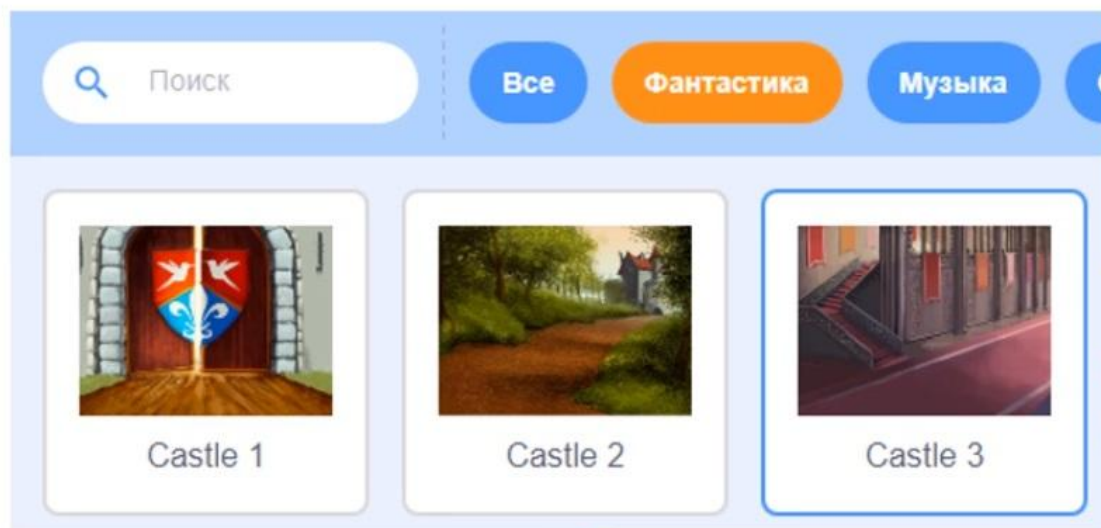 Поиск
Все
Фантастика
Музыка
Castle 1
Castle 2
Castle 3